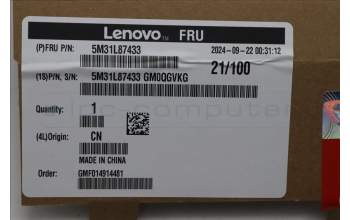 Lenovo FRU
(P)FRU P/N: 5M31L87433
2024-09-22 00:31:12
(1S)P/N, S/N: 5M31L87433 GM0QGVKG
21/100
Quantity: 1
(4L)Origin: CN
MADE IN CHINA
Order: GMF014914481